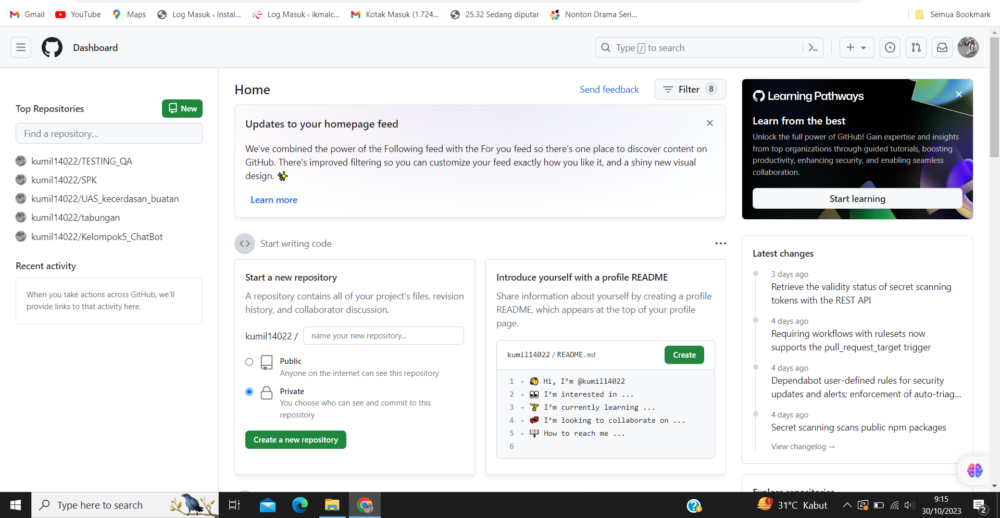 Gmail
YouTube
Maps
Log Masuk ‹ Instal...
Log Masuk ‹ ikmalc...
Kotak Masuk (1.724...
25.32 Sedang diputar
Nonton Drama Seri...
Semua Bookmark
Dashboard
Type / to search
Top Repositories
New
Find a repository...
kumil14022/TESTING_QA
kumil14022/SPK
kumil14022/UAS_kecerdasan_buatan
kumil14022/tabungan
kumil14022/Kelompok5_ChatBot
Recent activity
When you take actions across GitHub, we'll
provide links to that activity here.
Home
Send feedback
Filter 8
Updates to your homepage feed
We've combined the power of the Following feed with the For you feed so there's one place to discover content on
GitHub. There's improved filtering so you can customize your feed exactly how you like it, and a shiny new visual
design. ✨
Learn more
Start writing code
Start a new repository
A repository contains all of your project's files, revision
history, and collaborator discussion.
kumil14022 /
name your new repository...
Public
Anyone on the internet can see this repository
Private
You choose who can see and commit to this
repository
Create a new repository
Introduce yourself with a profile README
Share information about yourself by creating a profile
README, which appears at the top of your profile
page.
kumil14022 / README.md
Create
1 - 👋 Hi, I'm @kumil14022
2 - 👀 I'm interested in ...
3 - 🌱 I'm currently learning ...
4 - 💞️ I'm looking to collaborate on ...
5 - 📫 How to reach me ...
6
Learning Pathways
Learn from the best
Unlock the full power of GitHub! Gain expertise and insights
from top organizations through guided tutorials, boosting
productivity, enhancing security, and enabling seamless
collaboration.
Start learning
Latest changes
3 days ago
Retrieve the validity status of secret scanning
tokens with the REST API
4 days ago
Requiring workflows with rulesets now
supports the pull_request_target trigger
4 days ago
Dependabot user-defined rules for security
updates and alerts; enforcement of auto-triag...
4 days ago
Secret scanning scans public npm packages
View changelog →
Explore repositories
Type here to search
1
31°C Kabut
9:15
30/10/2023
2